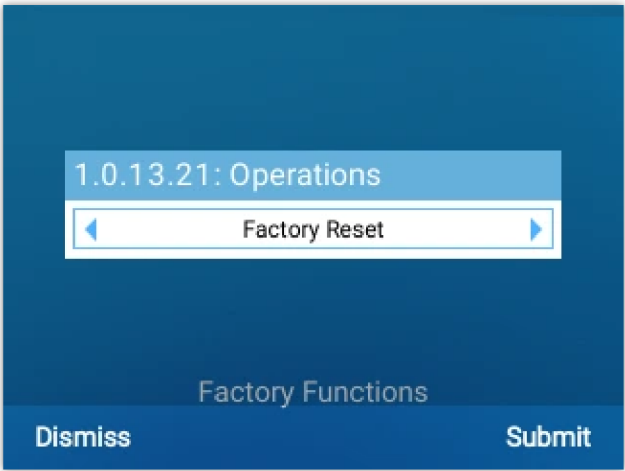 1.0.13.21: Operations
Factory Reset
Factory Functions
Dismiss Submit